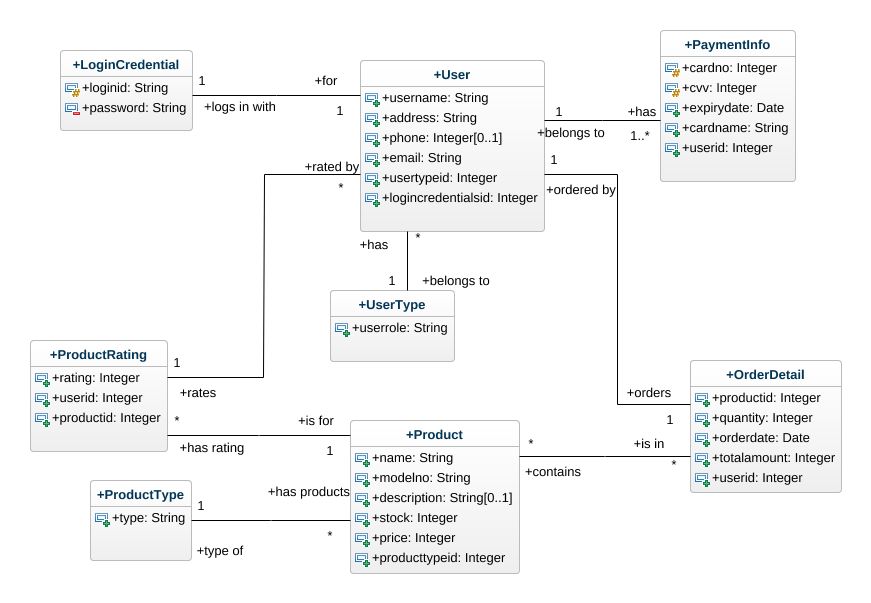 +LoginCredential
+loginid: String
+password: String
1
+for
+logs in with
1
+User
+username: String
+address: String
+phone: Integer[0..1]
+email: String
+usertypeid: Integer
+logincredentialsid: Integer
+PaymentInfo
+cardno: Integer
+cvv: Integer
+expirydate: Date
+cardname: String
+userid: Integer
1
+has
+belongs to
1..*
1
+ordered by
+rated by
*
+has
*
1
+belongs to
+UserType
+userrole: String
+ProductRating
+rating: Integer
+userid: Integer
+productid: Integer
1
+rates
*
+is for
+has rating
1
+orders
1
+OrderDetail
+productid: Integer
+quantity: Integer
+orderdate: Date
+totalamount: Integer
+userid: Integer
+Product
+name: String
+modelno: String
+description: String[0..1]
+stock: Integer
+price: Integer
+producttypeid: Integer
*
+is in
+contains
*
+ProductType
+type: String
1
+has products
+type of
*